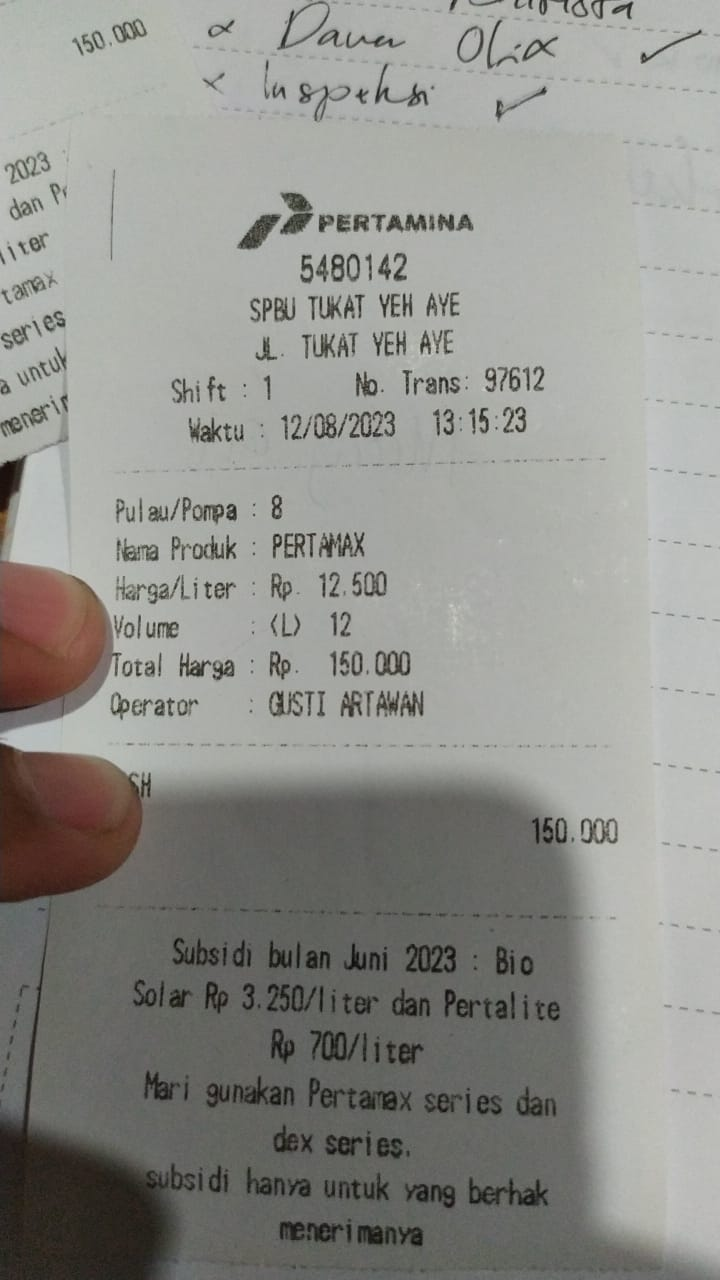 150.000
α Dana Obix ✓
× Inspeksi ✓
2023
dan
liter
tamax
series
a untuk
PERTAMINA
5480142
SPBU TUKAT YEH AYE
JL. TUKAT YEH AYE
Shift : 1 No. Trans: 97612
Waktu : 12/08/2023 13:15:23
Pulau/Pompa : 8
Nama Produk : PERTAMAX
Harga/Liter : Rp. 12.500
Volume : (L) 12
Total Harga : Rp. 150.000
Operator : GUSTI ARTAWAN
SH
150.000
Subsidi bulan Juni 2023 : Bio
Solar Rp 3.250/liter dan Pertalite
Rp 700/liter
Mari gunakan Pertamax series dan
dex series.
subsidi hanya untuk yang berhak
menerimanya